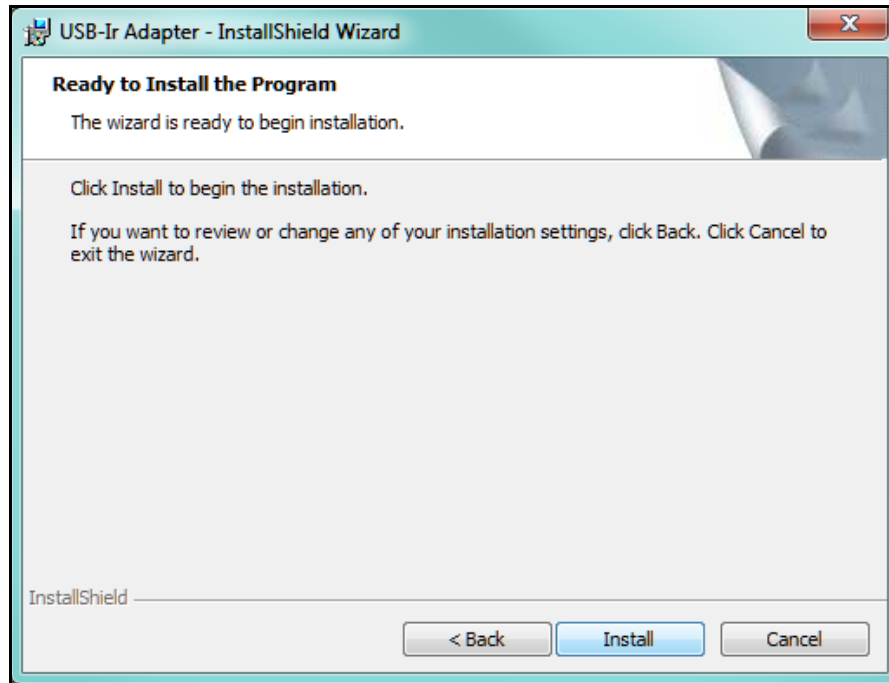 USB-Ir Adapter - InstallShield Wizard
Ready to Install the Program
The wizard is ready to begin installation.
Click Install to begin the installation.
If you want to review or change any of your installation settings, click Back. Click Cancel to
exit the wizard.
InstallShield
< Back Install Cancel